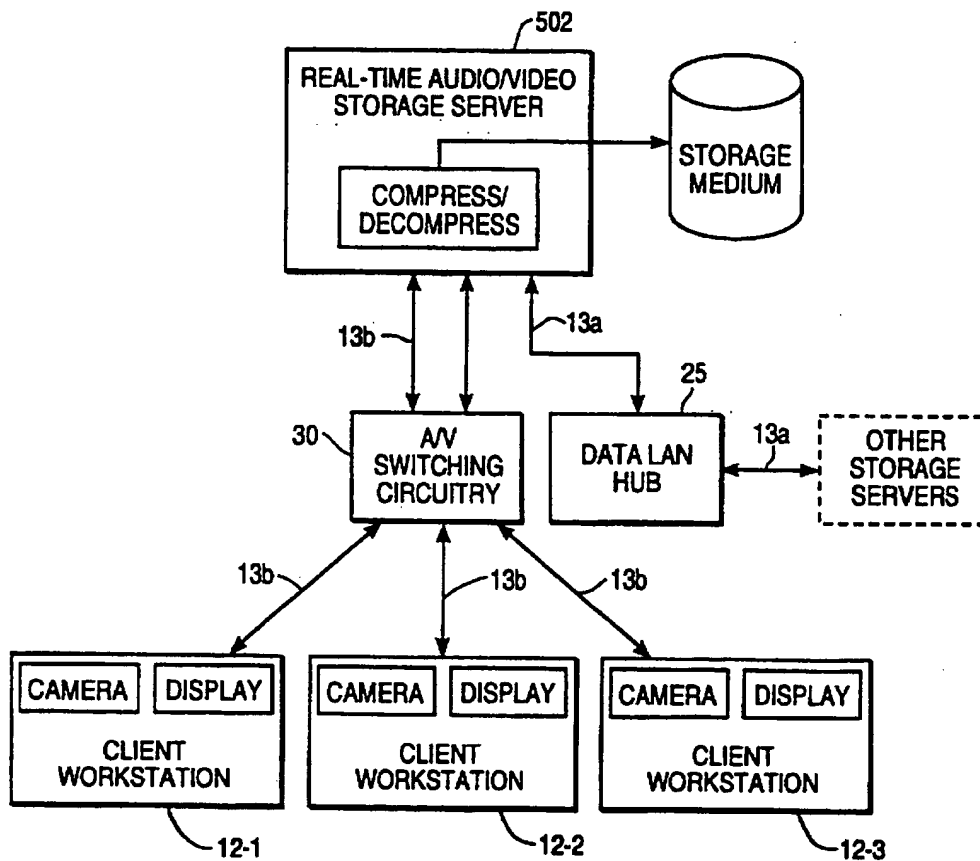 502
REAL-TIME AUDIO/VIDEO
STORAGE SERVER
COMPRESS/
DECOMPRESS
STORAGE
MEDIUM
13b
13a
25
30
A/V
SWITCHING
CIRCUITRY
DATA LAN
HUB
13a
OTHER
STORAGE
SERVERS
13b
13b
13b
CAMERA
DISPLAY
CLIENT
WORKSTATION
12-1
CAMERA
DISPLAY
CLIENT
WORKSTATION
12-2
CAMERA
DISPLAY
CLIENT
WORKSTATION
12-3